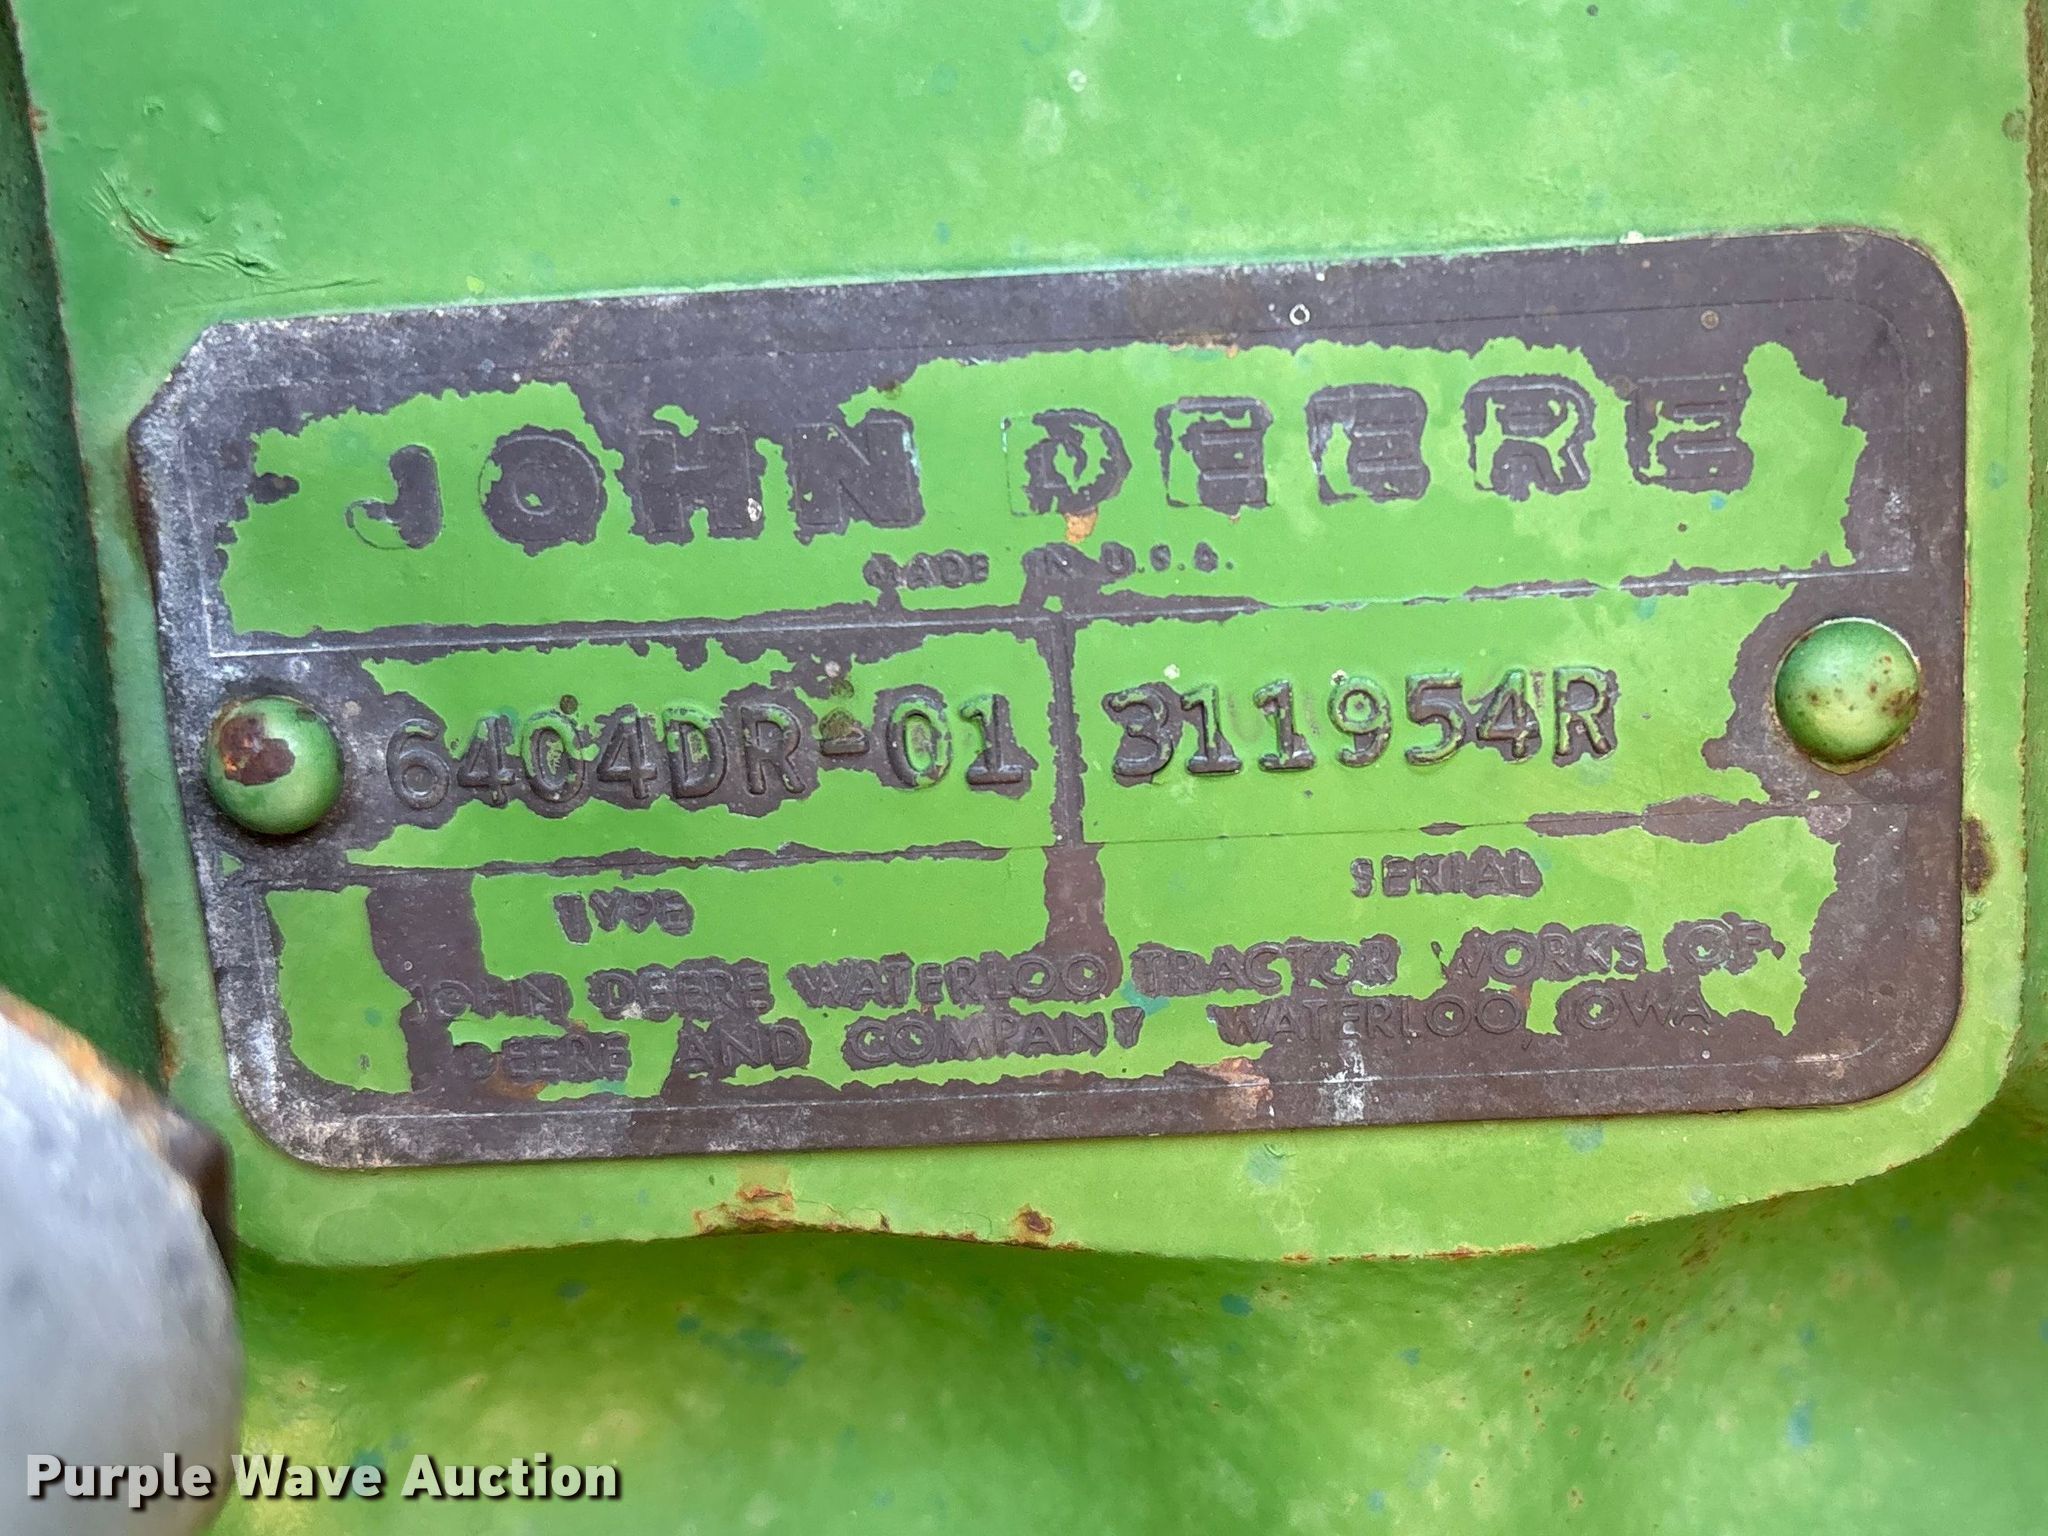 JOHN DEERE
MADE IN U.S.A.
6404DR-01 311954R
TYPE SERIAL
JOHN DEERE WATERLOO TRACTOR WORKS OF
DEERE AND COMPANY WATERLOO, IOWA
Purple Wave Auction